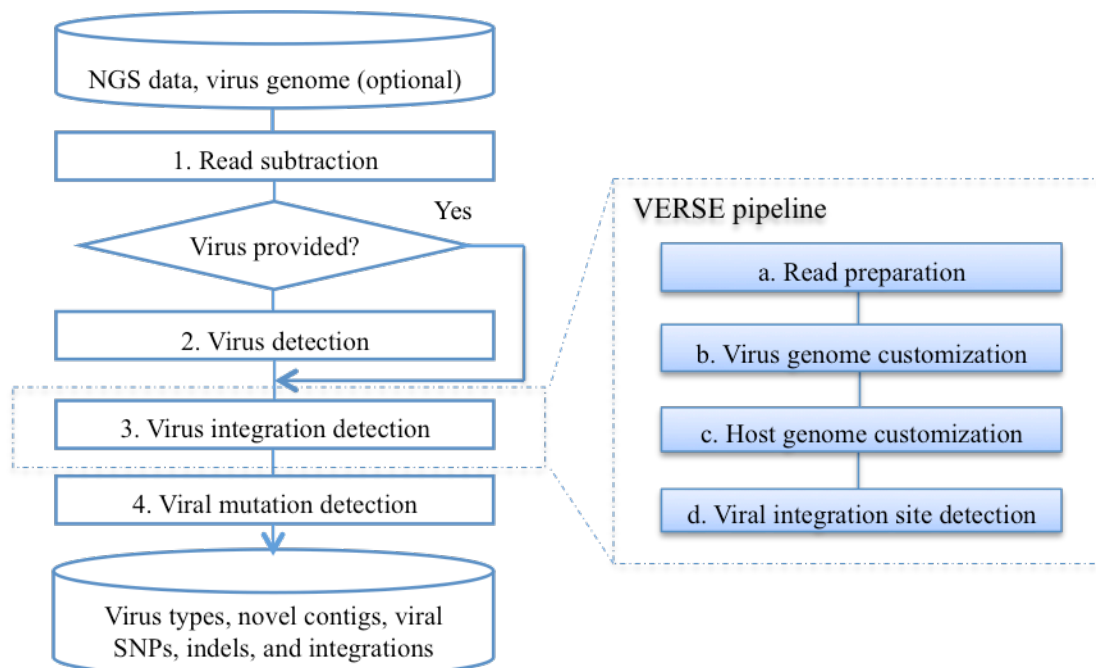 NGS data, virus genome (optional)
1. Read subtraction
Yes
Virus provided?
2. Virus detection
3. Virus integration detection
4. Viral mutation detection
Virus types, novel contigs, viral
SNPs, indels, and integrations
VERSE pipeline
a. Read preparation
b. Virus genome customization
c. Host genome customization
d. Viral integration site detection